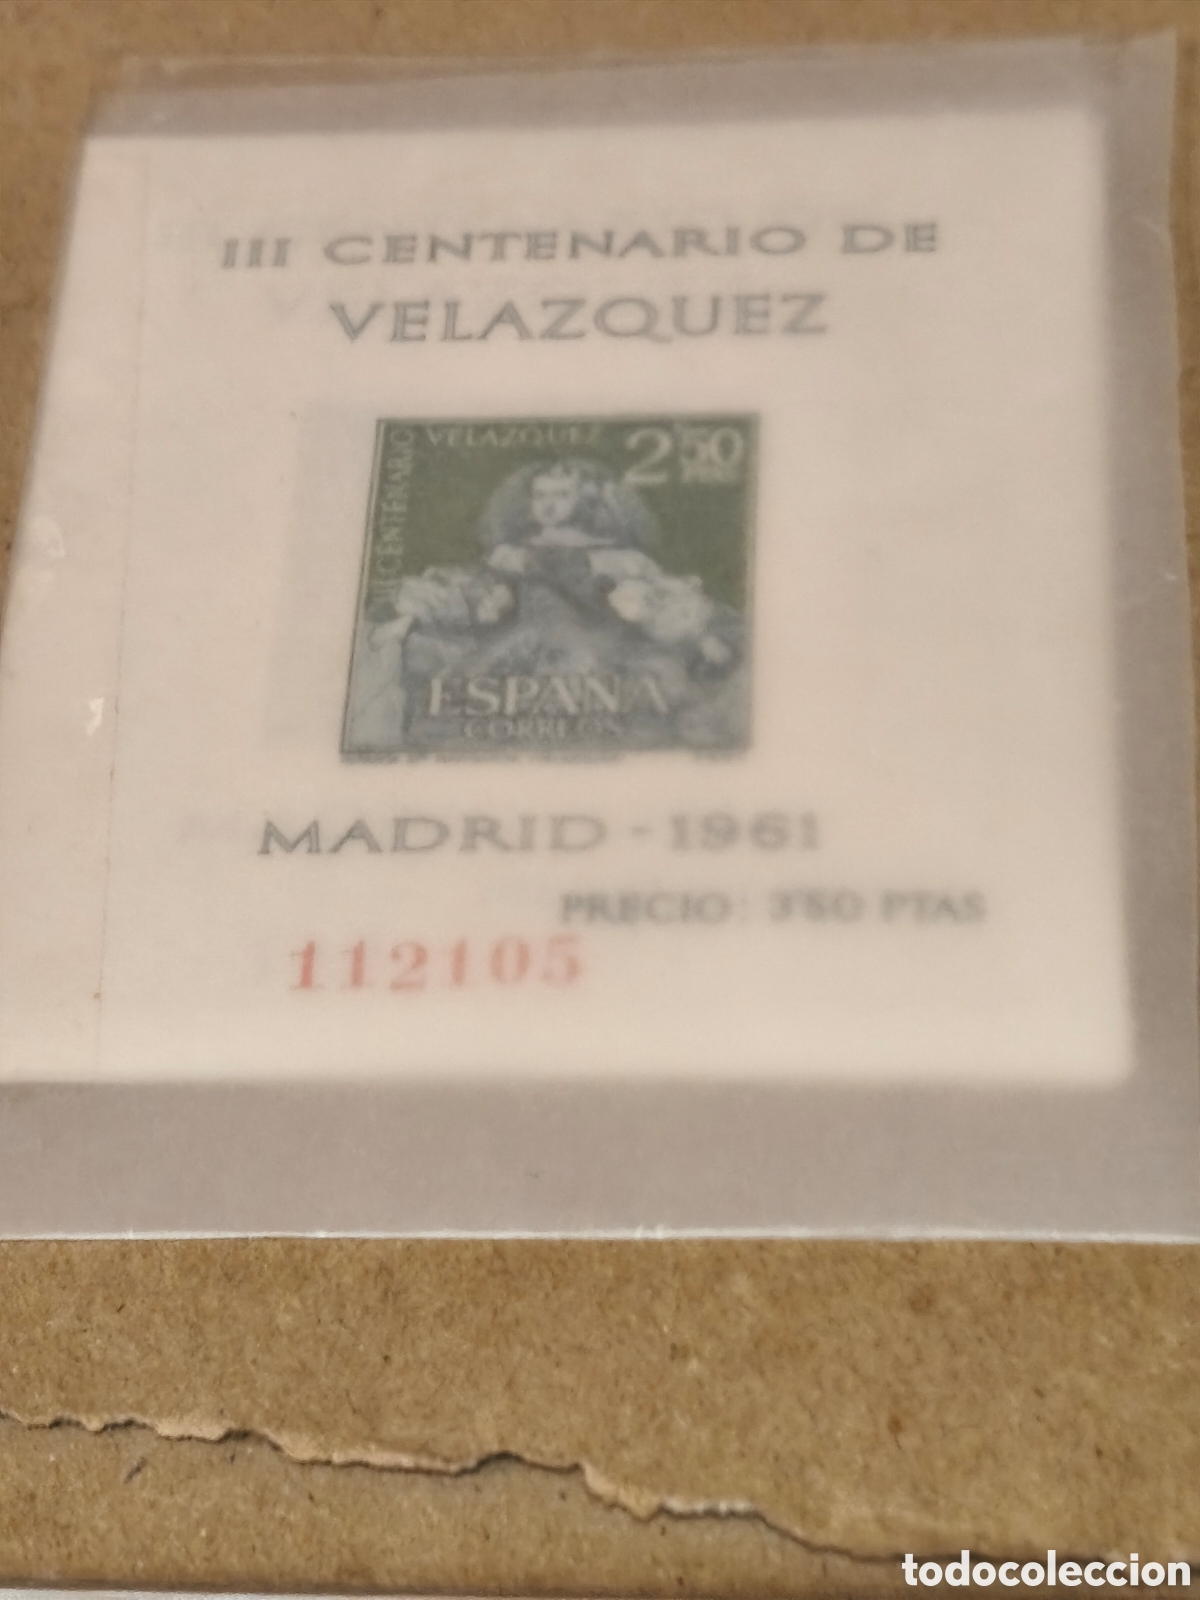 III CENTENARIO DE
VELAZQUEZ
VELAZQUEZ 2'50
PTAS
III CENTENARIO
ESPAÑA
CORREOS
MADRID - 1961
PRECIO: 3'50 PTAS
112105
todocoleccion